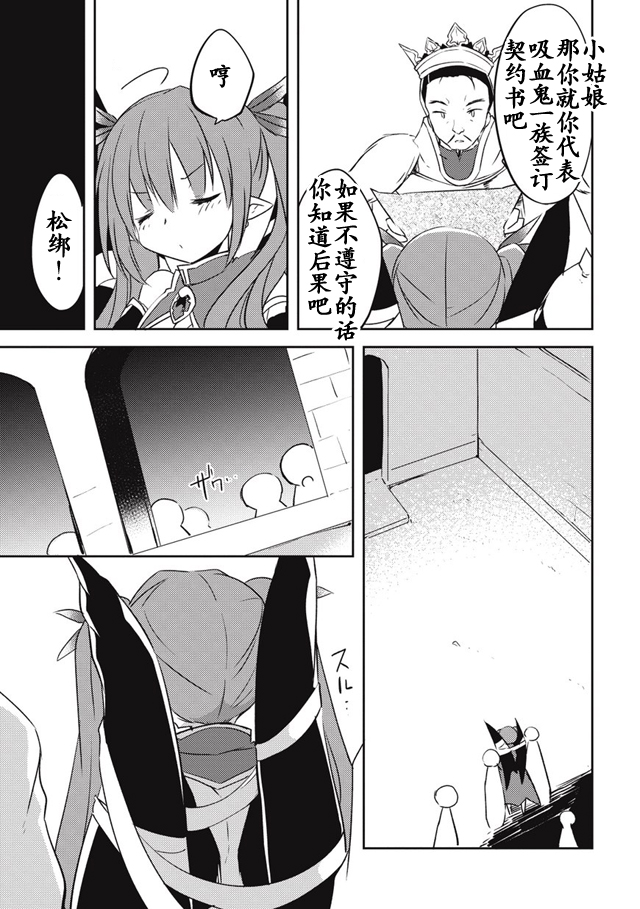 小姑娘
那你就你代表
吸血鬼一族签订
契约书吧
如果不遵守的话
你知道后果吧
哼
松绑！
ザワ…
スル…